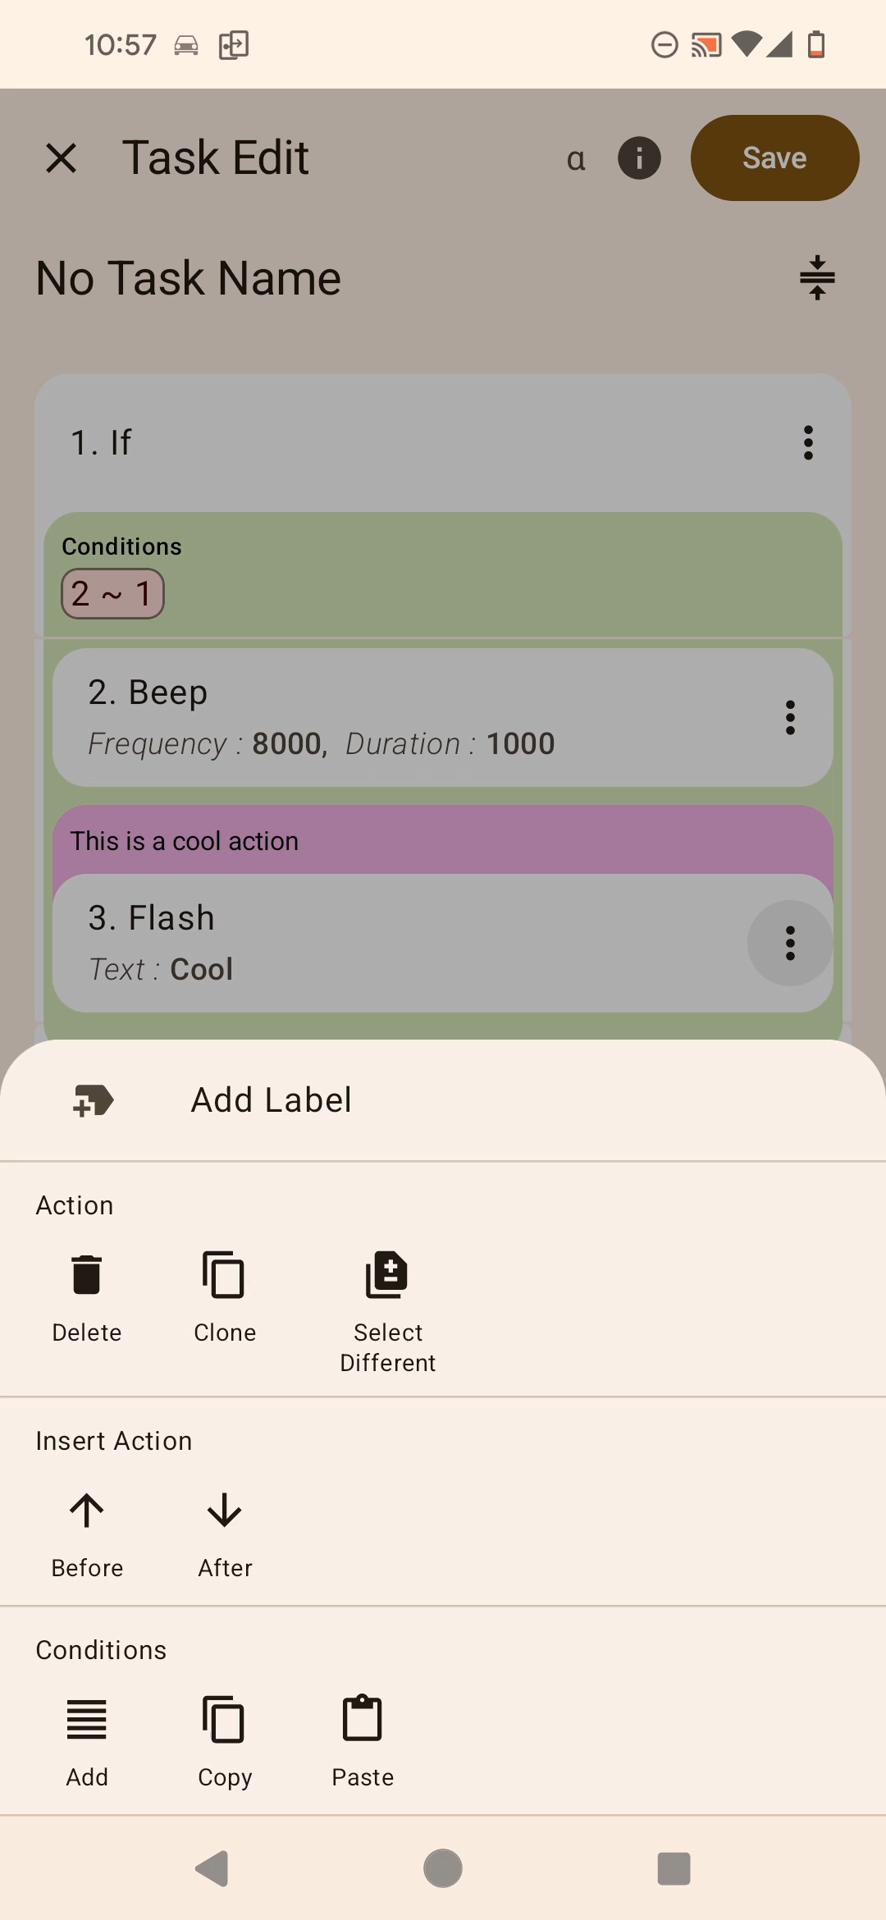 10:57
Task Edit
α
Save
No Task Name
1. If
Conditions
2 ~ 1
2. Beep
Frequency : 8000, Duration : 1000
This is a cool action
3. Flash
Text : Cool
Add Label
Action
Delete Clone Select
Different
Insert Action
Before After
Conditions
Add Copy Paste